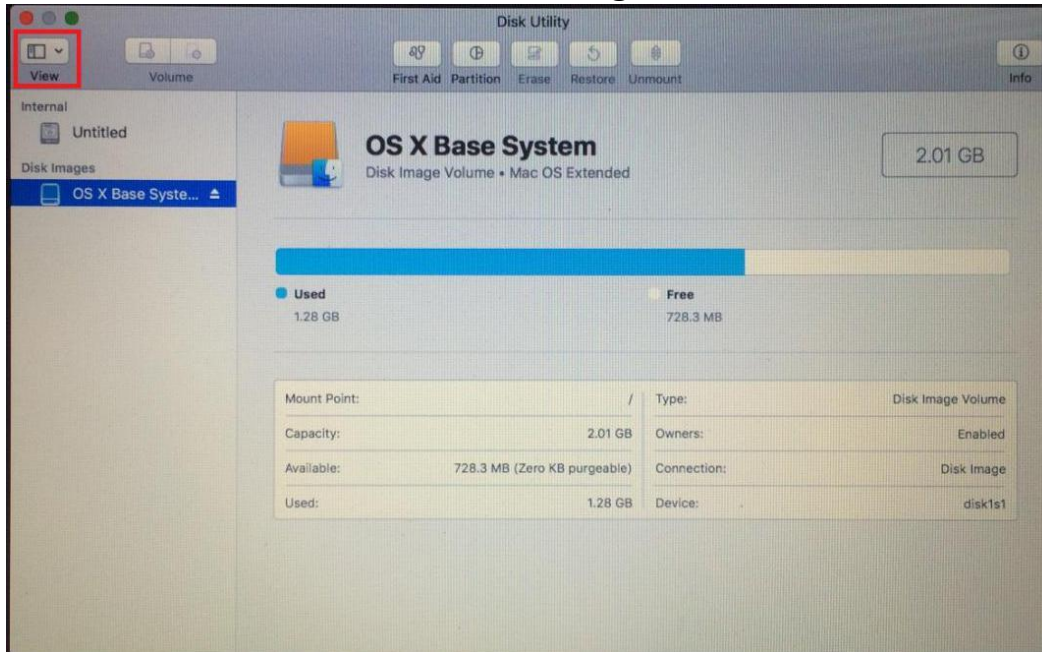 Disk Utility
View
Volume
First Aid Partition Erase Restore Unmount
Info
Internal
Untitled
Disk Images
OS X Base Syste...
OS X Base System
Disk Image Volume • Mac OS Extended
2.01 GB
Used
1.28 GB
Free
728.3 MB
Mount Point: /
Type: Disk Image Volume
Capacity: 2.01 GB
Owners: Enabled
Available: 728.3 MB (Zero KB purgeable)
Connection: Disk Image
Used: 1.28 GB
Device: disk1s1